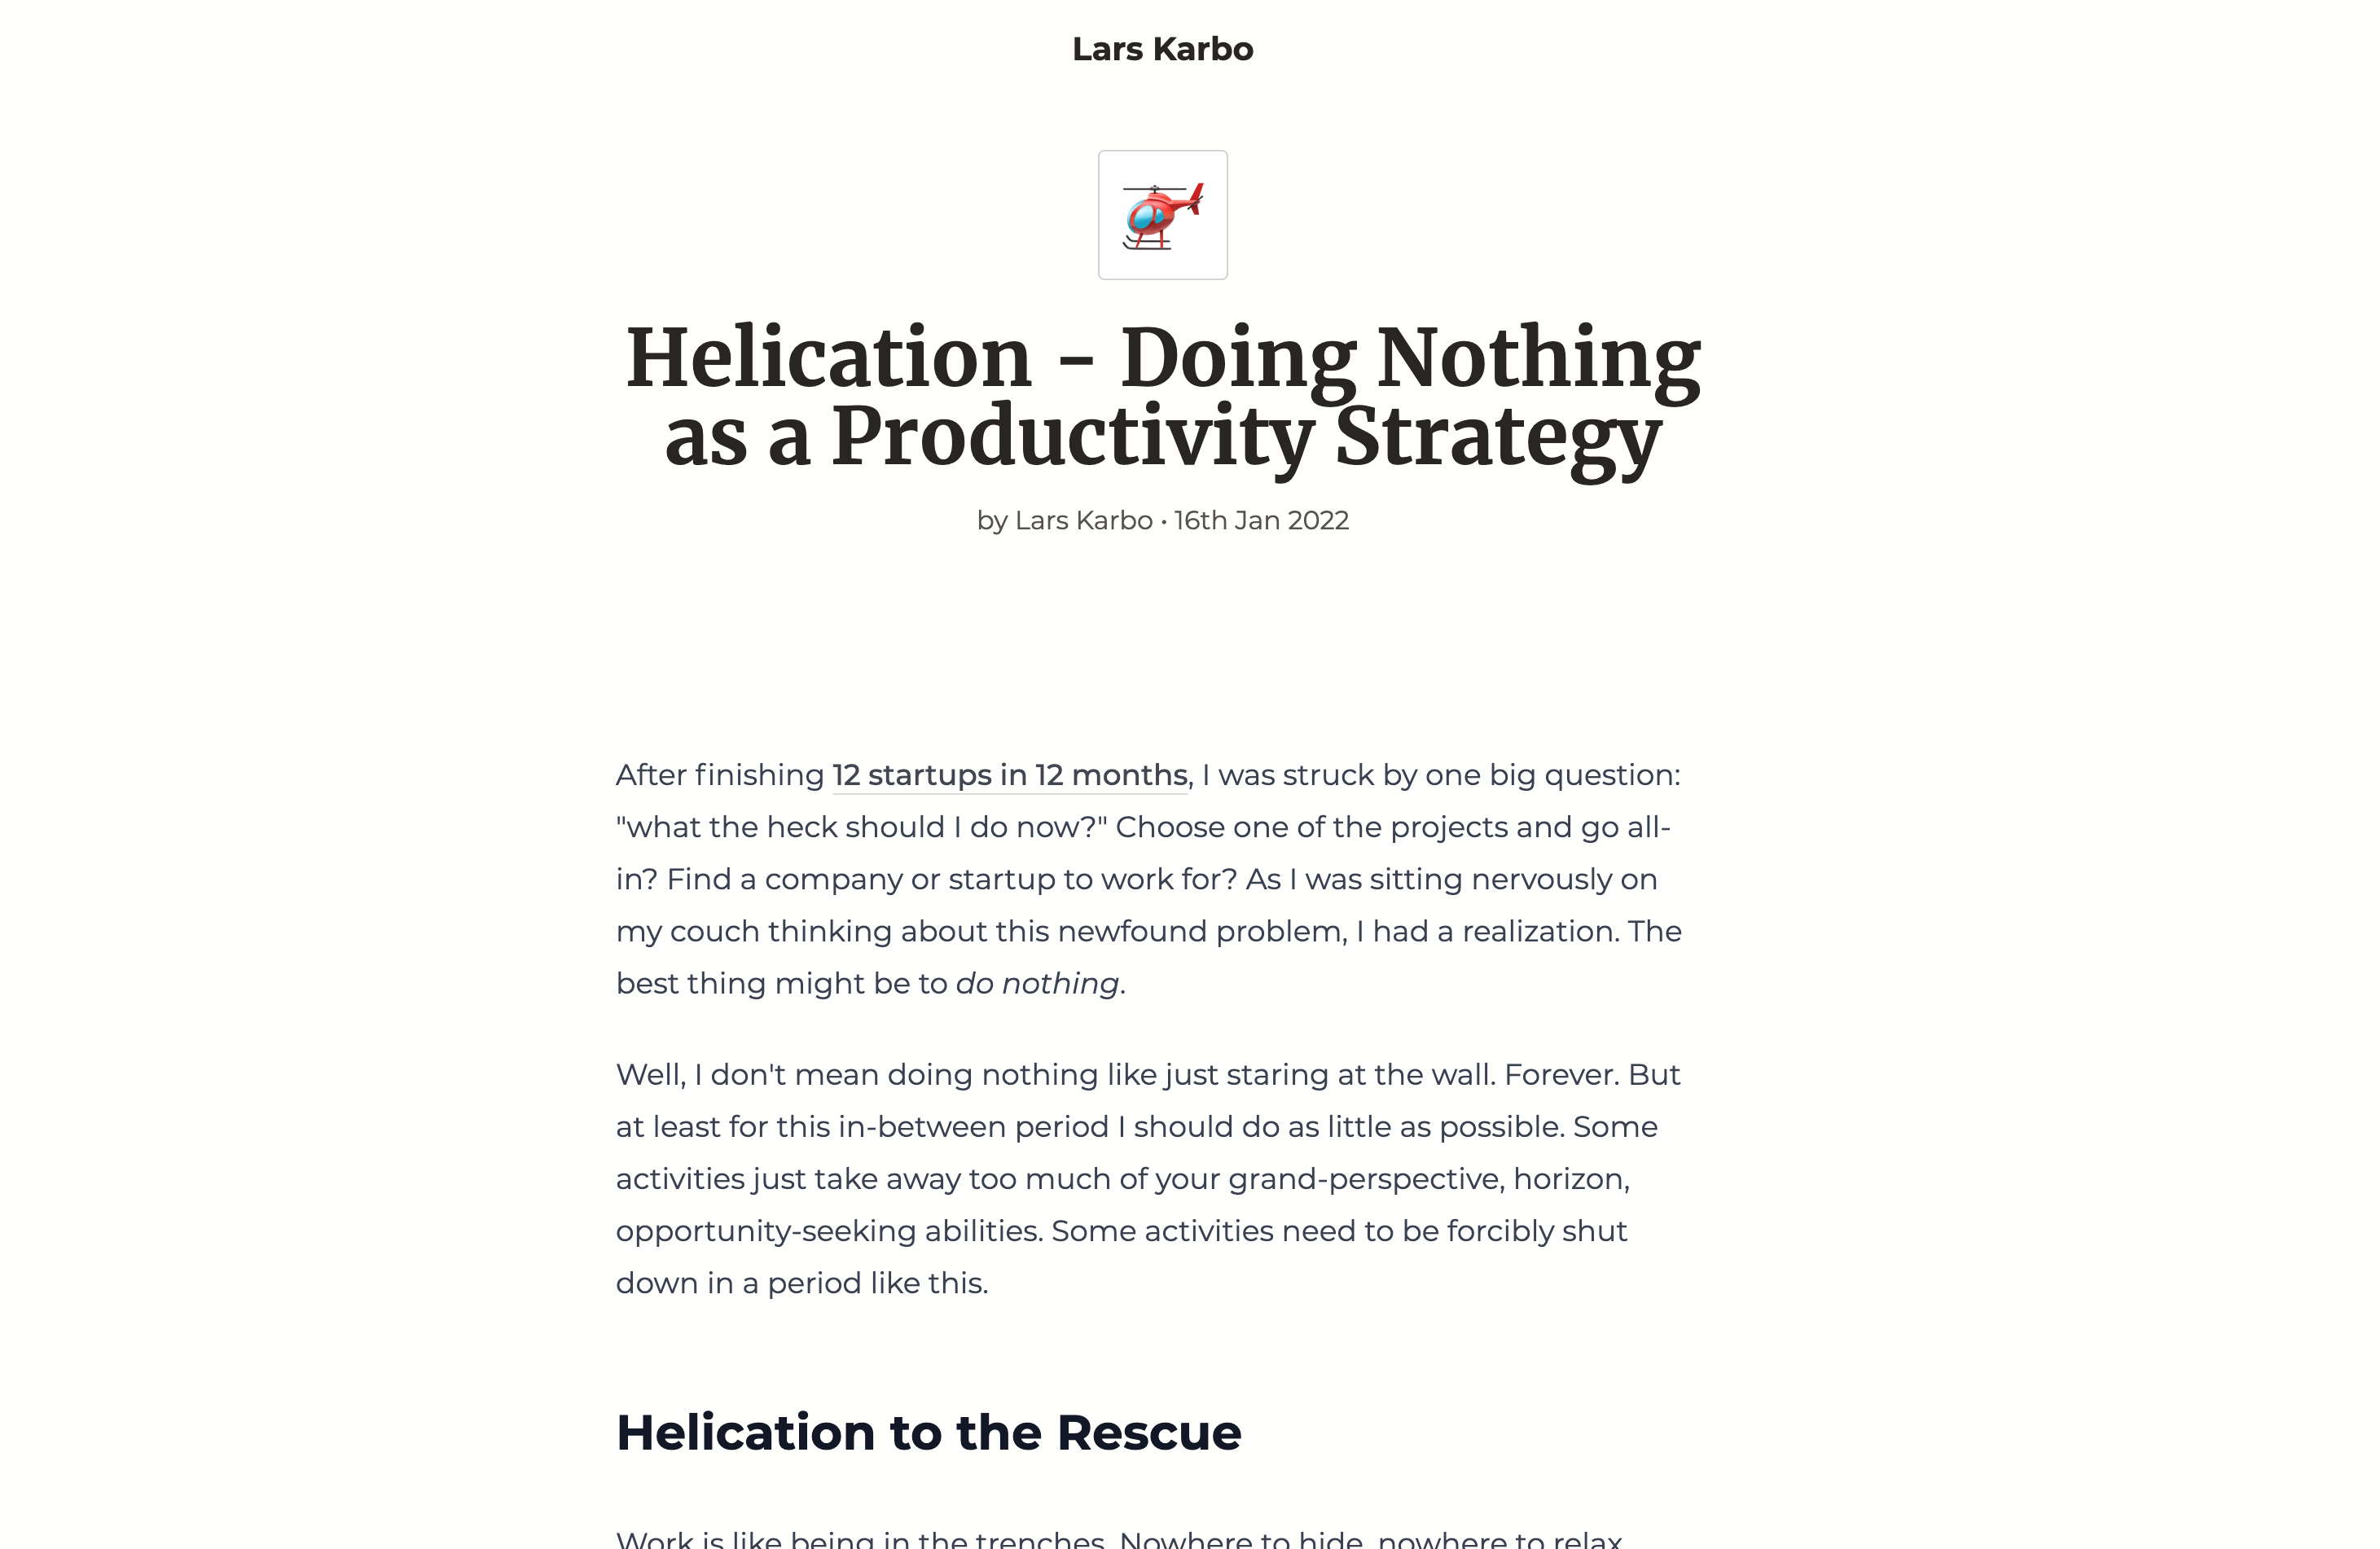 Lars Karbo
Helication - Doing Nothing
as a Productivity Strategy
by Lars Karbo • 16th Jan 2022
After finishing 12 startups in 12 months, I was struck by one big question:
"what the heck should I do now?" Choose one of the projects and go all-
in? Find a company or startup to work for? As I was sitting nervously on
my couch thinking about this newfound problem, I had a realization. The
best thing might be to do nothing.
Well, I don't mean doing nothing like just staring at the wall. Forever. But
at least for this in-between period I should do as little as possible. Some
activities just take away too much of your grand-perspective, horizon,
opportunity-seeking abilities. Some activities need to be forcibly shut
down in a period like this.
Helication to the Rescue
Work is like being in the trenches. Nowhere to hide, nowhere to relax